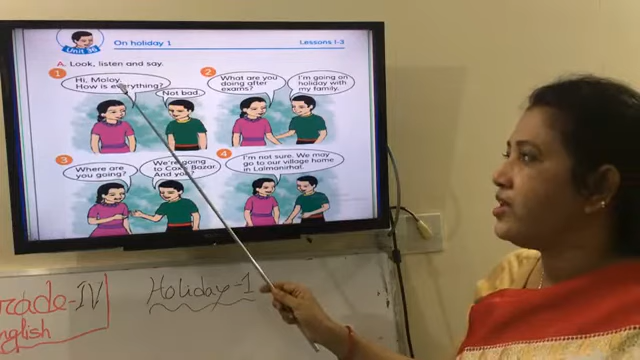 Unit 36
On holiday 1
Lessons 1-3
A. Look, listen and say.
1
Hi, Moloy.
How is everything?
Not bad.
2
What are you
doing after
exams?
I'm going on
holiday with
my family.
3
Where are
you going?
We're going
to Cox's Bazar.
And you?
4
I'm not sure. We may
go to our village home
in Lalmonirhat.
Grade-IV
English
Holiday-1